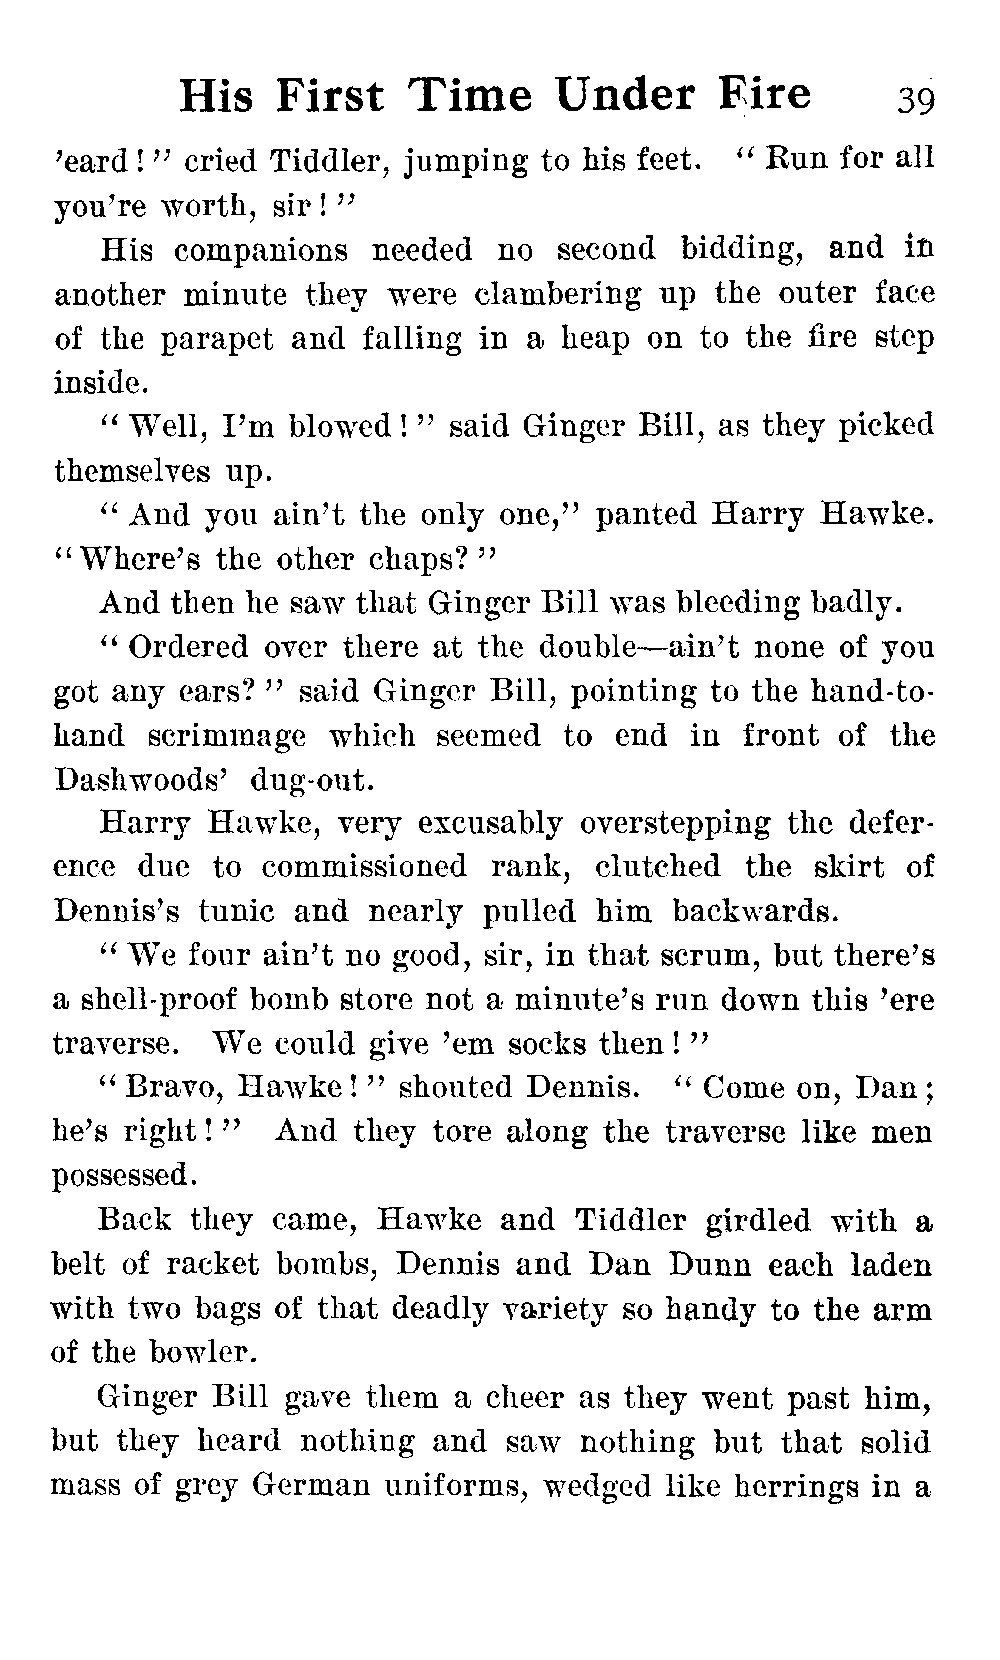 His First Time Under Fire 39
'eard!" cried Tiddler, jumping to his feet. "Run for all
you're worth, sir!"
His companions needed no second bidding, and in
another minute they were clambering up the outer face
of the parapet and falling in a heap on to the fire step
inside.
"Well, I'm blowed!" said Ginger Bill, as they picked
themselves up.
"And you ain't the only one," panted Harry Hawke.
"Where's the other chaps?"
And then he saw that Ginger Bill was bleeding badly.
"Ordered over there at the double—ain't none of you
got any ears?" said Ginger Bill, pointing to the hand-to-
hand scrimmage which seemed to end in front of the
Dashwoods' dug-out.
Harry Hawke, very excusably overstepping the defer-
ence due to commissioned rank, clutched the skirt of
Dennis's tunic and nearly pulled him backwards.
"We four ain't no good, sir, in that scrum, but there's
a shell-proof bomb store not a minute's run down this 'ere
traverse. We could give 'em socks then!"
"Bravo, Hawke!" shouted Dennis. "Come on, Dan;
he's right!" And they tore along the traverse like men
possessed.
Back they came, Hawke and Tiddler girdled with a
belt of racket bombs, Dennis and Dan Dunn each laden
with two bags of that deadly variety so handy to the arm
of the bowler.
Ginger Bill gave them a cheer as they went past him,
but they heard nothing and saw nothing but that solid
mass of grey German uniforms, wedged like herrings in a